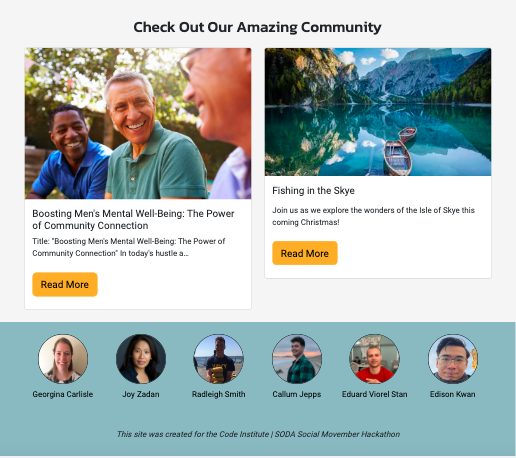 Check Out Our Amazing Community
Boosting Men's Mental Well-Being: The Power
of Community Connection
Title: "Boosting Men's Mental Well-Being: The Power of
Community Connection" In today's hustle a...
Read More
Fishing in the Skye
Join us as we explore the wonders of the Isle of Skye this
coming Christmas!
Read More
Georgina Carlisle
Joy Zadan
Radleigh Smith
Callum Jepps
Eduard Viorel Stan
Edison Kwan
This site was created for the Code Institute | SODA Social Movember Hackathon